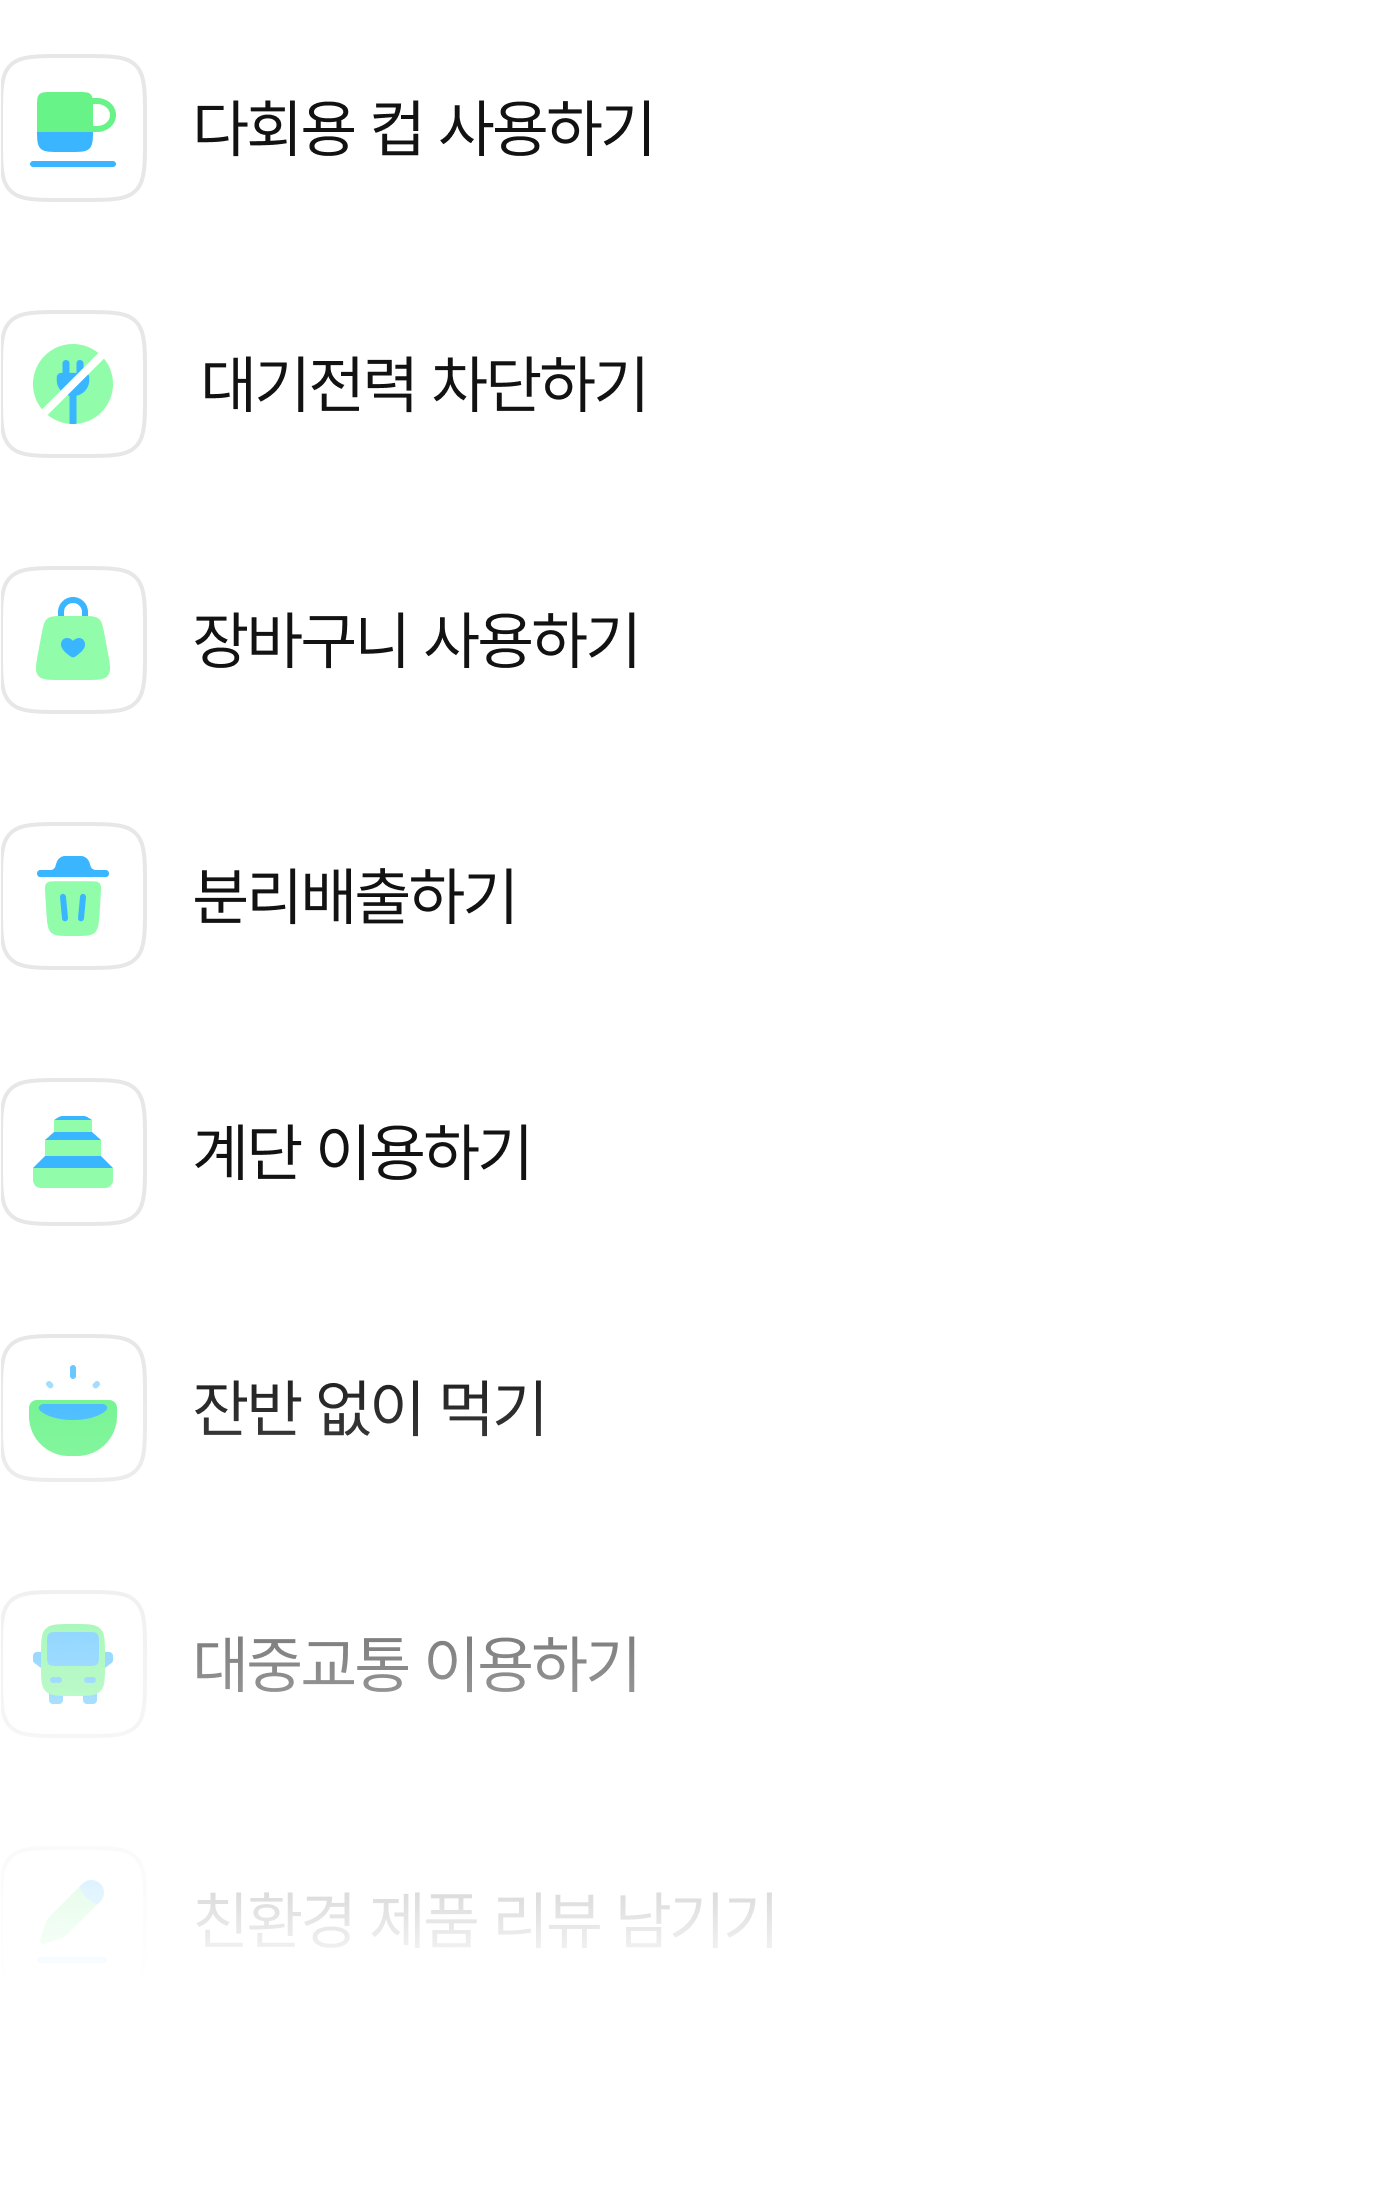 다회용 컵 사용하기
대기전력 차단하기
장바구니 사용하기
분리배출하기
계단 이용하기
잔반 없이 먹기
대중교통 이용하기
친환경 제품 리뷰 남기기